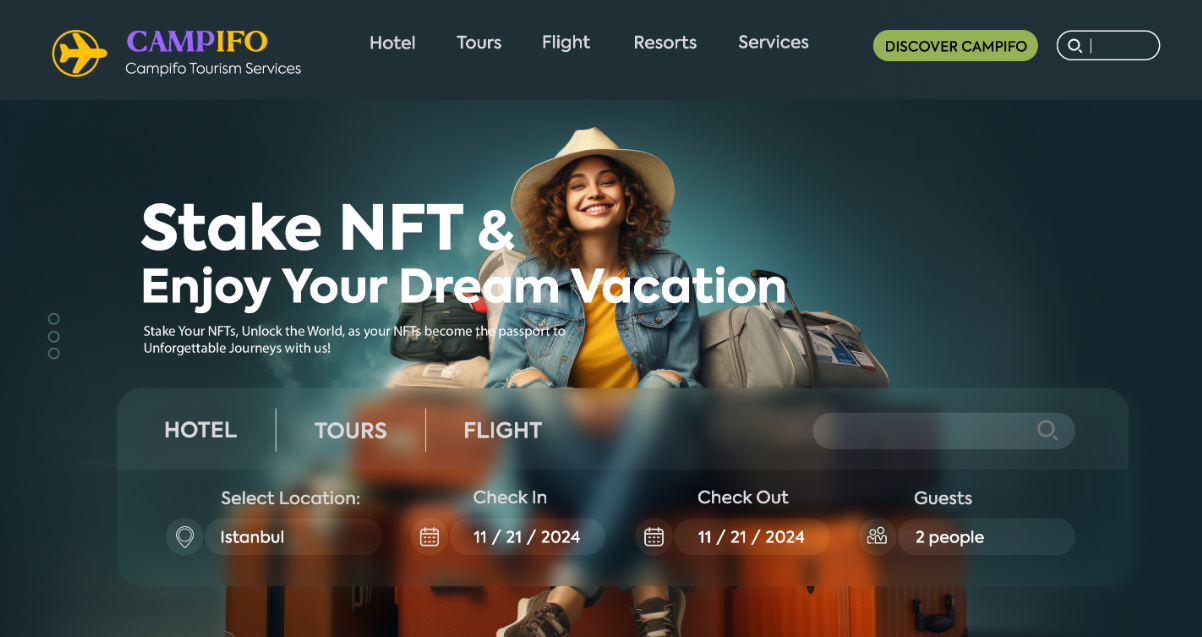 CAMPIFO
Campifo Tourism Services
Hotel
Tours
Flight
Resorts
Services
DISCOVER CAMPIFO
Stake NFT &
Enjoy Your Dream Vacation
Stake Your NFTs, Unlock the World, as your NFTs become the passport to
Unforgettable Journeys with us!
HOTEL
TOURS
FLIGHT
Select Location:
Check In
Check Out
Guests
Istanbul
11 / 21 / 2024
11 / 21 / 2024
2 people